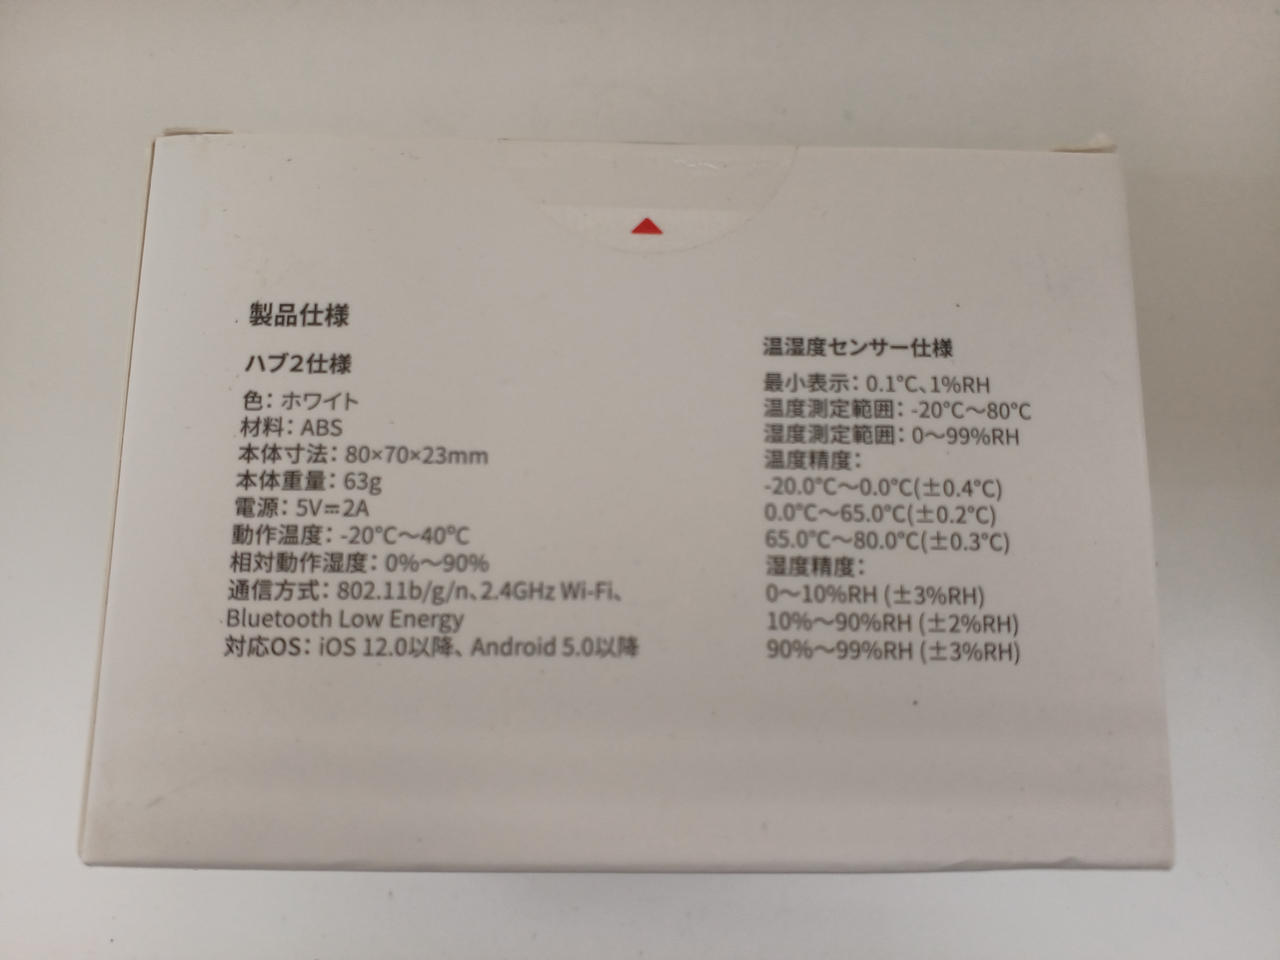 製品仕様
ハブ2仕様
色：ホワイト
材料：ABS
本体寸法：80×70×23mm
本体重量：63g
電源：5V⎓2A
動作温度：-20℃～40℃
相対動作湿度：0%～90%
通信方式：802.11b/g/n、2.4GHz Wi-Fi、
Bluetooth Low Energy
対応OS：iOS 12.0以降、Android 5.0以降
温湿度センサー仕様
最小表示：0.1℃、1%RH
温度測定範囲：-20℃～80℃
湿度測定範囲：0～99%RH
温度精度：
-20.0℃～0.0℃(±0.4℃)
0.0℃～65.0℃(±0.2℃)
65.0℃～80.0℃(±0.3℃)
湿度精度：
0～10%RH (±3%RH)
10%～90%RH (±2%RH)
90%～99%RH (±3%RH)